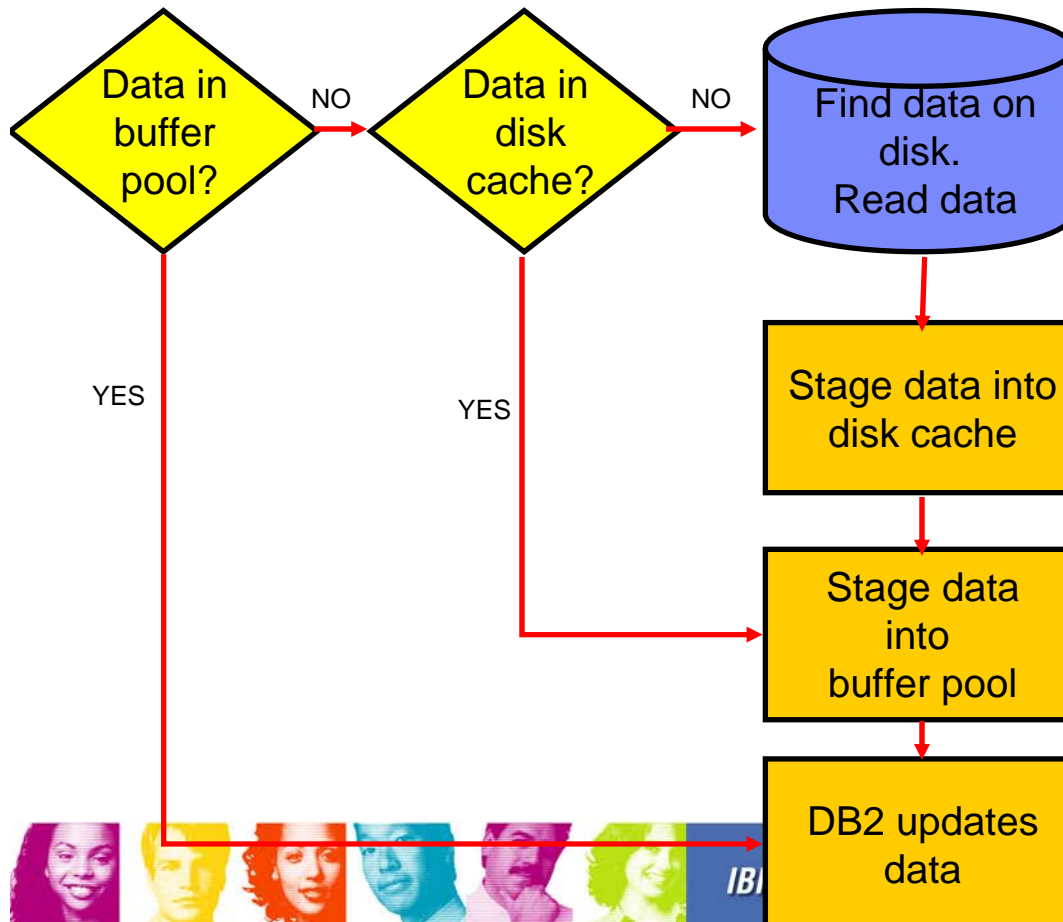 Data in
buffer
pool?
NO
Data in
disk
cache?
NO
Find data on
disk.
Read data
YES
YES
Stage data into
disk cache
Stage data
into
buffer pool
DB2 updates
data